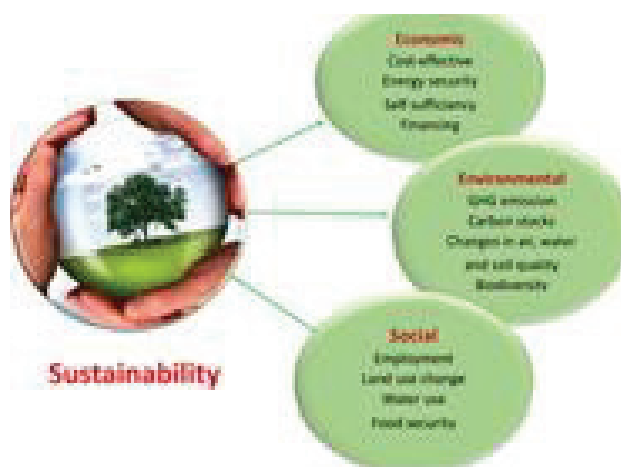 Economic
Cost effective
Energy security
Self sufficiency
Financing
Environmental
GHG emission
Carbon stocks
Changes in air, water
and soil quality
Biodiversity
Social
Employment
Land use change
Water use
Food security
Sustainability